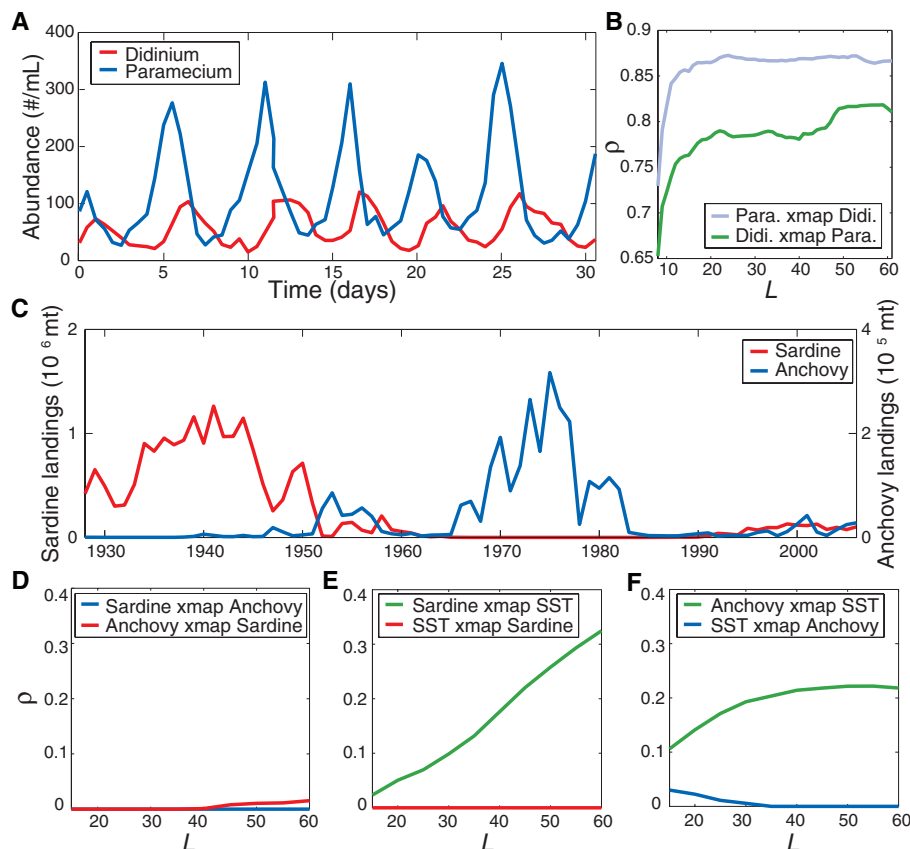 A
Didinium
Paramecium
Abundance (#/mL)
400
300
200
100
0
0 5 10 15 20 25 30
Time (days)
B
ρ
0.85
0.8
0.75
0.7
0.65
Para. xmap Didi.
Didi. xmap Para.
10 20 30 40 50 60
L
C
Sardine landings (10 6 mt)
2
1
0
Sardine
Anchovy
4
2
0
Anchovy landings (10 5 mt)
1930 1940 1950 1960 1970 1980 1990 2000
D
Sardine xmap Anchovy
Anchovy xmap Sardine
ρ
0.4
0.3
0.2
0.1
0
20 30 40 50 60
L
E
Sardine xmap SST
SST xmap Sardine
0.4
0.3
0.2
0.1
0
20 30 40 50 60
L
F
Anchovy xmap SST
SST xmap Anchovy
0.4
0.3
0.2
0.1
0
20 30 40 50 60
L